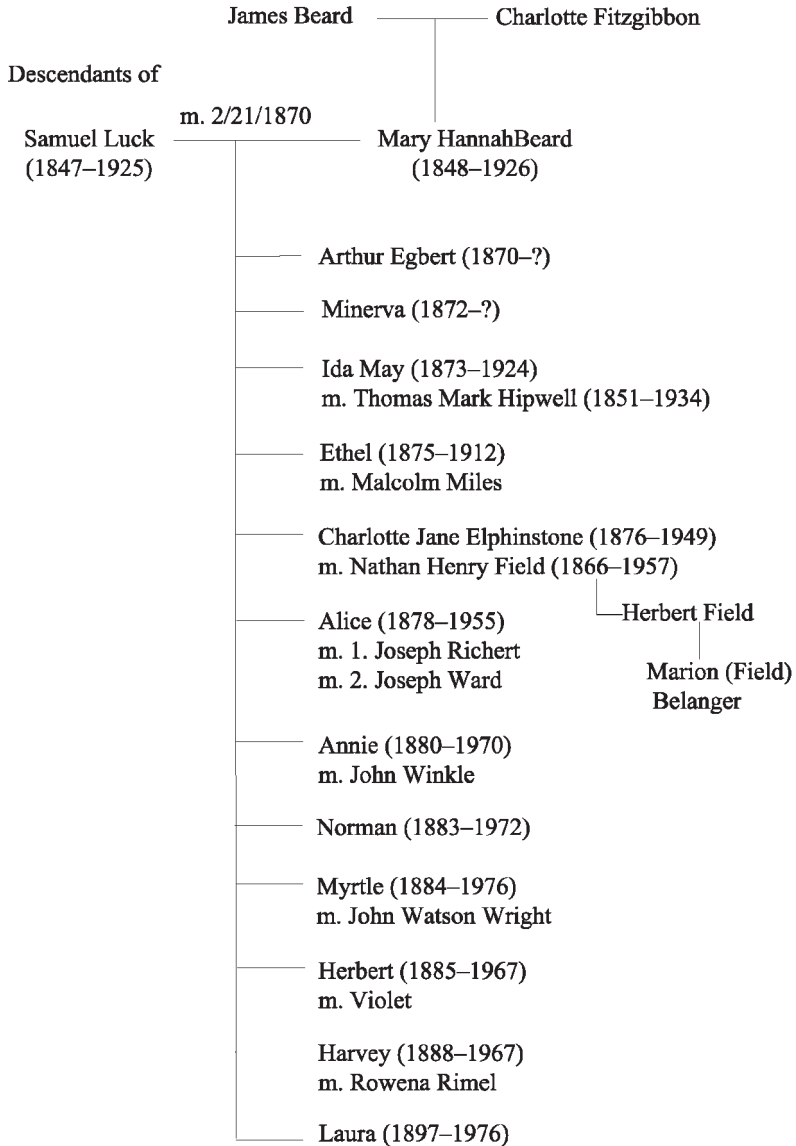 James Beard
Charlotte Fitzgibbon
Descendants of
m. 2/21/1870
Samuel Luck
(1847–1925)
Mary HannahBeard
(1848–1926)
Arthur Egbert (1870–?)
Minerva (1872–?)
Ida May (1873–1924)
m. Thomas Mark Hipwell (1851–1934)
Ethel (1875–1912)
m. Malcolm Miles
Charlotte Jane Elphinstone (1876–1949)
m. Nathan Henry Field (1866–1957)
Herbert Field
Marion (Field)
Belanger
Alice (1878–1955)
m. 1. Joseph Richert
m. 2. Joseph Ward
Annie (1880–1970)
m. John Winkle
Norman (1883–1972)
Myrtle (1884–1976)
m. John Watson Wright
Herbert (1885–1967)
m. Violet
Harvey (1888–1967)
m. Rowena Rimel
Laura (1897–1976)